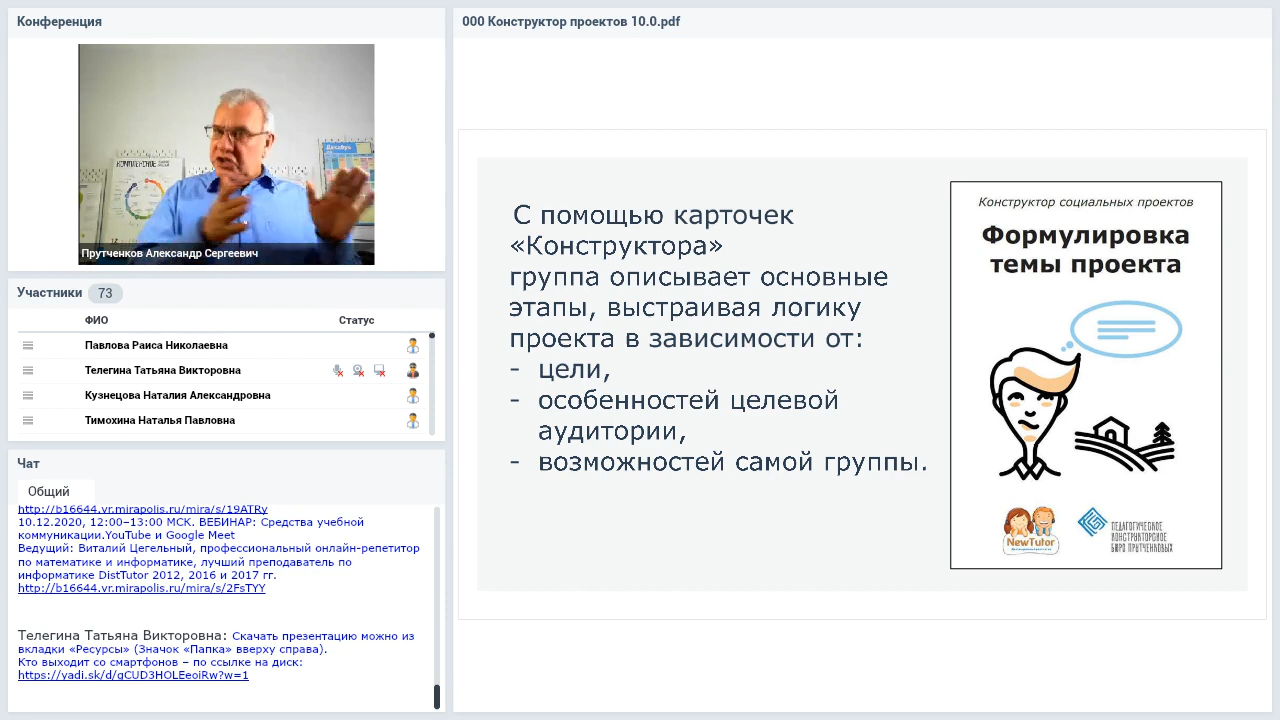 Конференция
КОМПЛЕКСНОЕ
Декабрь
Прутченков Александр Сергеевич
Участники 73
ФИО Статус
Павлова Раиса Николаевна
Телегина Татьяна Викторовна
Кузнецова Наталия Александровна
Тимохина Наталья Павловна
Чат
Общий
http://b16644.vr.mirapolis.ru/mira/s/19ATRy
10.12.2020, 12:00–13:00 МСК. ВЕБИНАР: Средства учебной
коммуникации.YouTube и Google Meet
Ведущий: Виталий Цегельный, профессиональный онлайн-репетитор
по математике и информатике, лучший преподаватель по
информатике DistTutor 2012, 2016 и 2017 гг.
http://b16644.vr.mirapolis.ru/mira/s/2FsTYY
Телегина Татьяна Викторовна: Скачать презентацию можно из
вкладки «Ресурсы» (Значок «Папка» вверху справа).
Кто выходит со смартфонов – по ссылке на диск:
https://yadi.sk/d/gCUD3HOLEeoiRw?w=1
000 Конструктор проектов 10.0.pdf
С помощью карточек
«Конструктора»
группа описывает основные
этапы, выстраивая логику
проекта в зависимости от:
- цели,
- особенностей целевой
аудитории,
- возможностей самой группы.
Конструктор социальных проектов
Формулировка
темы проекта
NewTutor
ПЕДАГОГИЧЕСКОЕ
КОНСТРУКТОРСКОЕ
БЮРО ПРУТЧЕНКОВЫХ